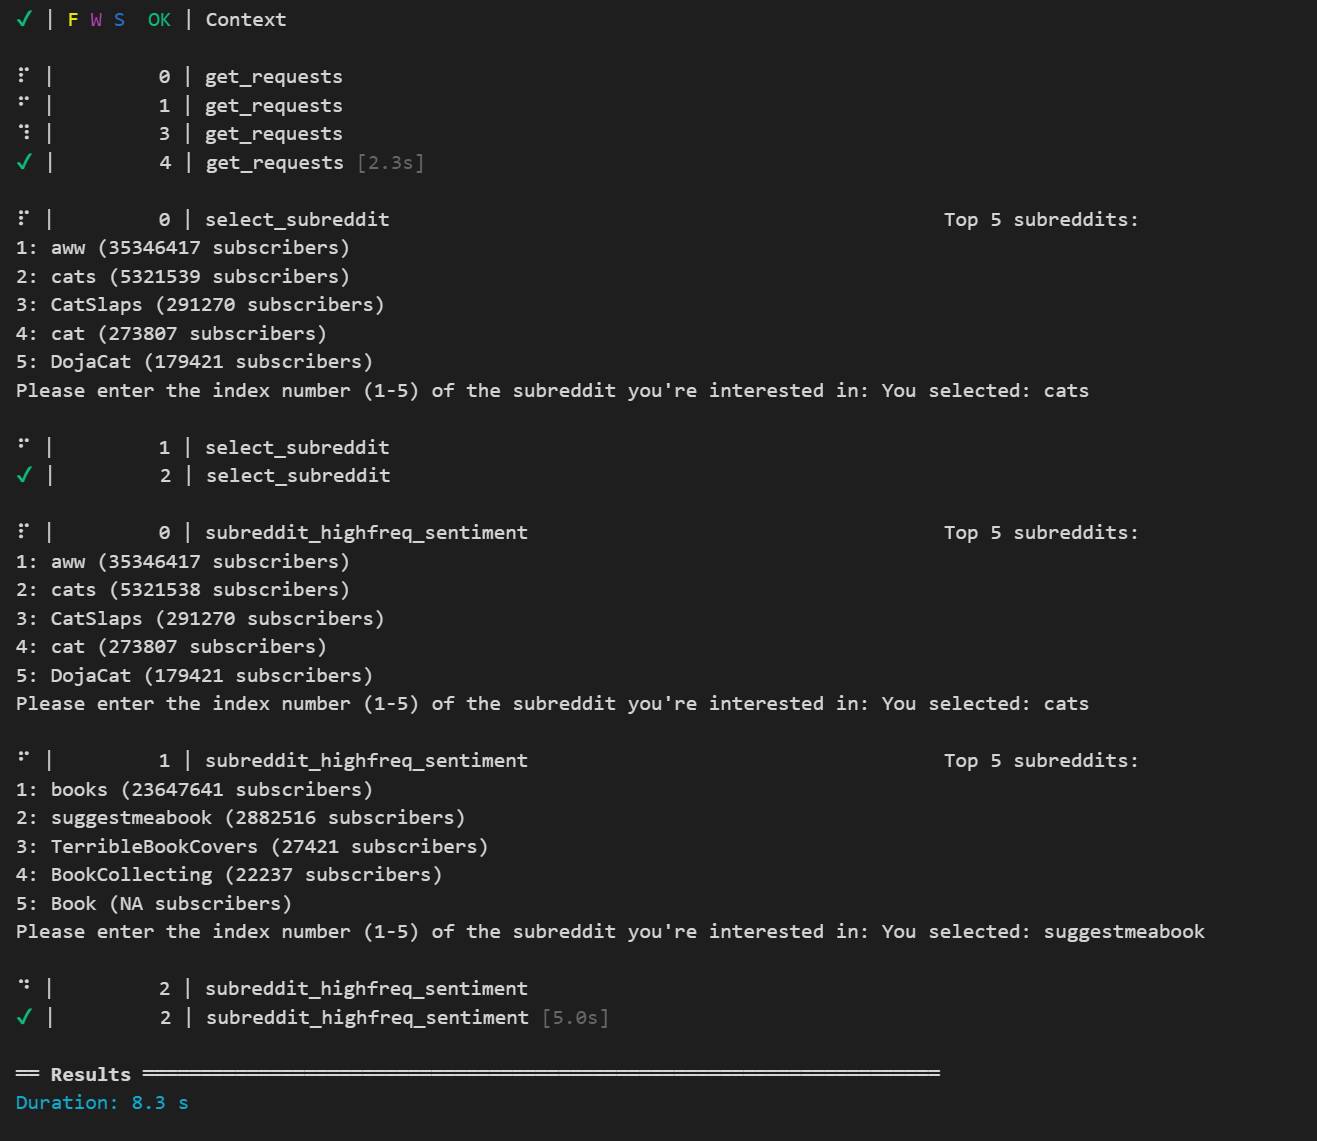 ✔ | F W S  OK | Context

⠏ |         0 | get_requests
⠋ |         1 | get_requests
⠹ |         3 | get_requests
✔ |         4 | get_requests [2.3s]

⠏ |         0 | select_subreddit                                                Top 5 subreddits:
1: aww (35346417 subscribers)
2: cats (5321539 subscribers)
3: CatSlaps (291270 subscribers)
4: cat (273807 subscribers)
5: DojaCat (179421 subscribers)
Please enter the index number (1-5) of the subreddit you're interested in: You selected: cats

⠋ |         1 | select_subreddit
✔ |         2 | select_subreddit

⠏ |         0 | subreddit_highfreq_sentiment                                    Top 5 subreddits:
1: aww (35346417 subscribers)
2: cats (5321538 subscribers)
3: CatSlaps (291270 subscribers)
4: cat (273807 subscribers)
5: DojaCat (179421 subscribers)
Please enter the index number (1-5) of the subreddit you're interested in: You selected: cats

⠋ |         1 | subreddit_highfreq_sentiment                                    Top 5 subreddits:
1: books (23647641 subscribers)
2: suggestmeabook (2882516 subscribers)
3: TerribleBookCovers (27421 subscribers)
4: BookCollecting (22237 subscribers)
5: Book (NA subscribers)
Please enter the index number (1-5) of the subreddit you're interested in: You selected: suggestmeabook

⠙ |         2 | subreddit_highfreq_sentiment
✔ |         2 | subreddit_highfreq_sentiment [5.0s]

══ Results ═════════════════════════════════════════════════════════════════════
Duration: 8.3 s